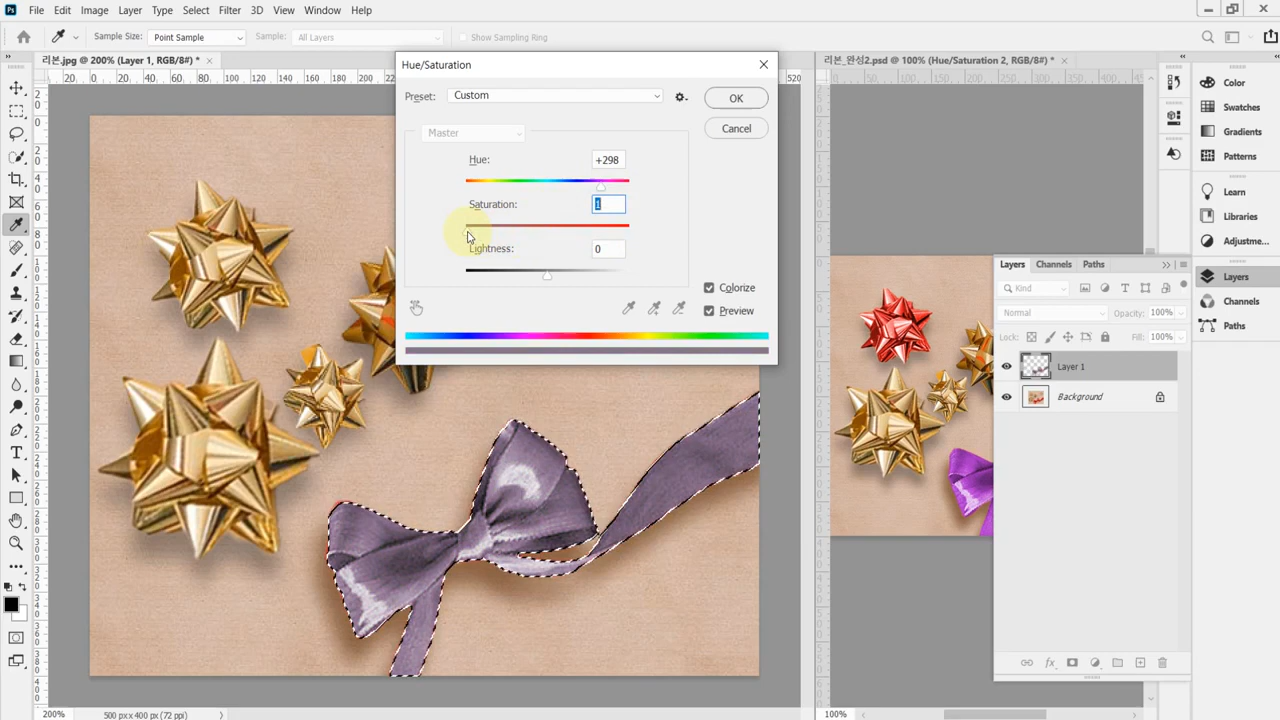 Ps File Edit Image Layer Type Select Filter 3D View Window Help
Sample Size: Point Sample Sample: All Layers Show Sampling Ring
리본.jpg @ 200% (Layer 1, RGB/8#) *
리본_완성2.psd @ 100% (Hue/Saturation 2, RGB/8#) *
Hue/Saturation
Preset: Custom
OK
Cancel
Master
Hue: +298
Saturation: 1
Lightness: 0
Colorize
Preview
Color
Swatches
Gradients
Patterns
Learn
Libraries
Adjustme...
Layers
Channels
Paths
Layers Channels Paths
Kind
Normal Opacity: 100%
Lock: Fill: 100%
Layer 1
Background
200% 500 px x 400 px (72 ppi)
100%